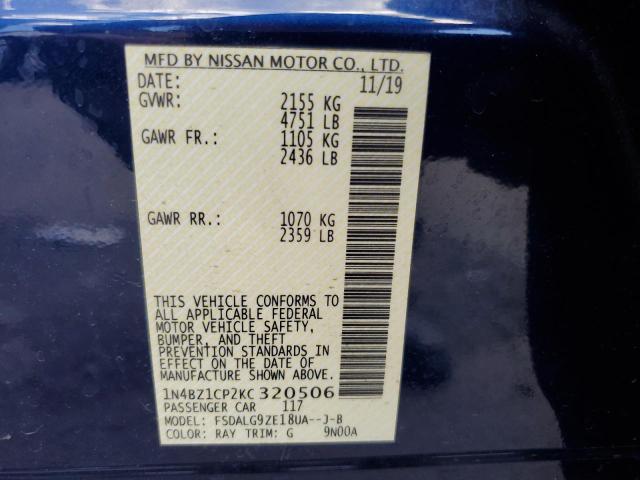 MFD BY NISSAN MOTOR CO., LTD.
DATE: 11/19
GVWR: 2155 KG
4751 LB
GAWR FR.: 1105 KG
2436 LB
GAWR RR.: 1070 KG
2359 LB
THIS VEHICLE CONFORMS TO
ALL APPLICABLE FEDERAL
MOTOR VEHICLE SAFETY,
BUMPER, AND THEFT
PREVENTION STANDARDS IN
EFFECT ON THE DATE OF
MANUFACTURE SHOWN ABOVE.
1N4BZ1CP2KC320506
PASSENGER CAR 117
MODEL: FSDALG9ZE18UA--J-B
COLOR: RAY TRIM: G 9N00A